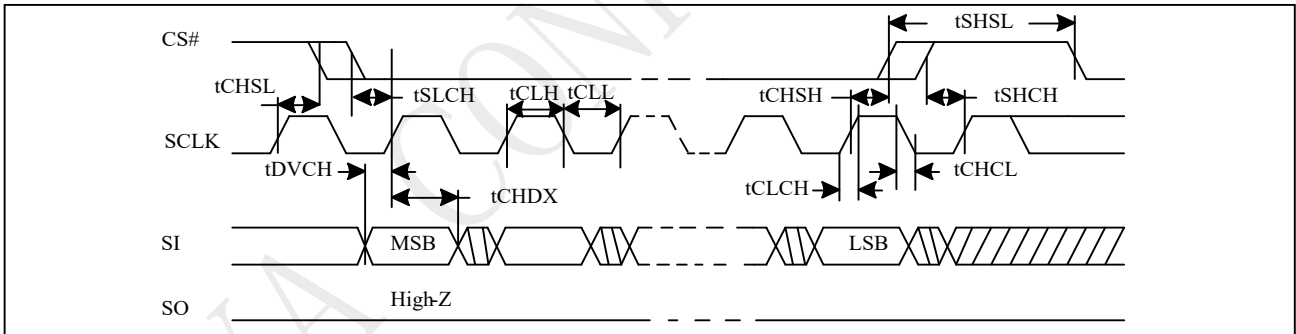 tSHSL
CS#
tCHSL
tSLCH
tCLH
tCLL
tCHSH
tSHCH
SCLK
tDVCH
tCHDX
tCLCH
tCHCL
SI
MSB
LSB
SO
High-Z